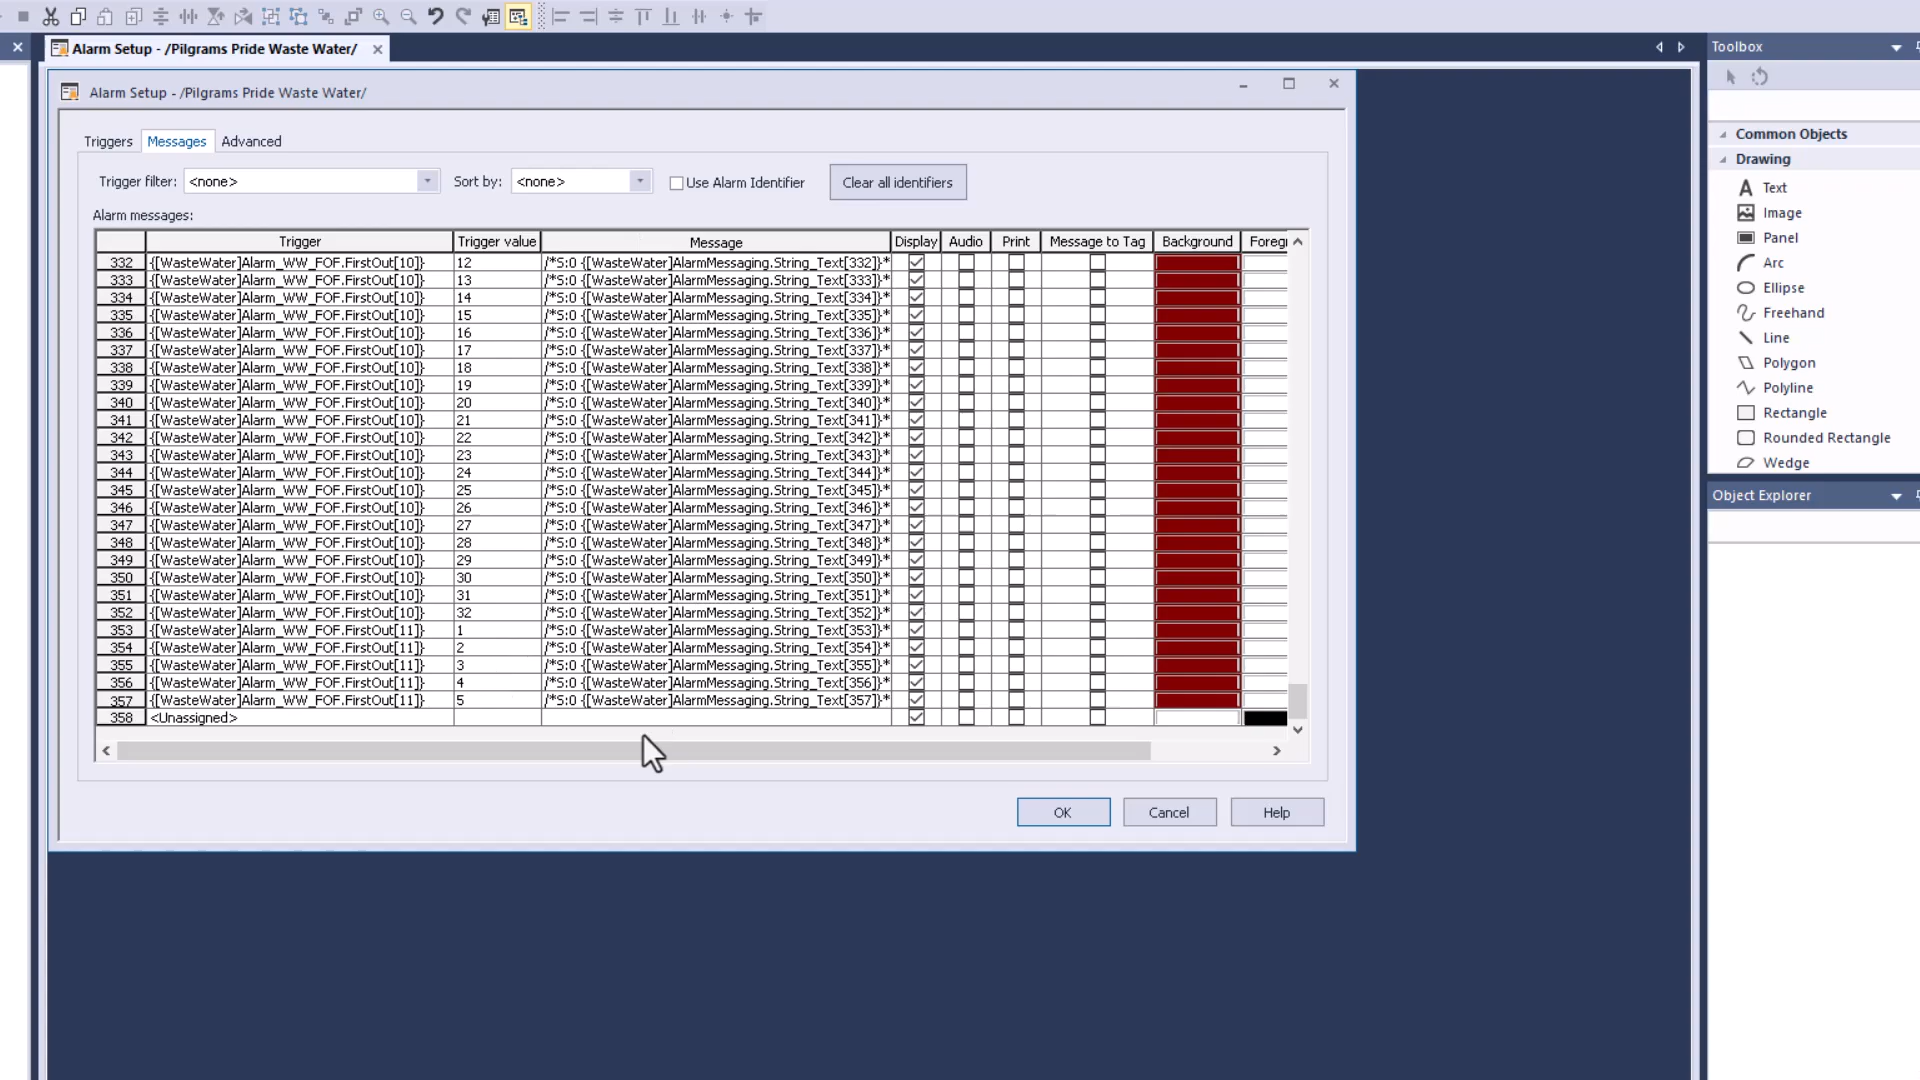 Alarm Setup - /Pilgrams Pride Waste Water/
Toolbox
Alarm Setup - /Pilgrams Pride Waste Water/
Triggers Messages Advanced
Trigger filter: <none> Sort by: <none> Use Alarm Identifier Clear all identifiers
Alarm messages:
Trigger Trigger value Message Display Audio Print Message to Tag Background Foregr
332 {[WasteWater]Alarm_WW_FOF.FirstOut[10]} 12 /*S:0 {[WasteWater]AlarmMessaging.String_Text[332]}*
333 {[WasteWater]Alarm_WW_FOF.FirstOut[10]} 13 /*S:0 {[WasteWater]AlarmMessaging.String_Text[333]}*
334 {[WasteWater]Alarm_WW_FOF.FirstOut[10]} 14 /*S:0 {[WasteWater]AlarmMessaging.String_Text[334]}*
335 {[WasteWater]Alarm_WW_FOF.FirstOut[10]} 15 /*S:0 {[WasteWater]AlarmMessaging.String_Text[335]}*
336 {[WasteWater]Alarm_WW_FOF.FirstOut[10]} 16 /*S:0 {[WasteWater]AlarmMessaging.String_Text[336]}*
337 {[WasteWater]Alarm_WW_FOF.FirstOut[10]} 17 /*S:0 {[WasteWater]AlarmMessaging.String_Text[337]}*
338 {[WasteWater]Alarm_WW_FOF.FirstOut[10]} 18 /*S:0 {[WasteWater]AlarmMessaging.String_Text[338]}*
339 {[WasteWater]Alarm_WW_FOF.FirstOut[10]} 19 /*S:0 {[WasteWater]AlarmMessaging.String_Text[339]}*
340 {[WasteWater]Alarm_WW_FOF.FirstOut[10]} 20 /*S:0 {[WasteWater]AlarmMessaging.String_Text[340]}*
341 {[WasteWater]Alarm_WW_FOF.FirstOut[10]} 21 /*S:0 {[WasteWater]AlarmMessaging.String_Text[341]}*
342 {[WasteWater]Alarm_WW_FOF.FirstOut[10]} 22 /*S:0 {[WasteWater]AlarmMessaging.String_Text[342]}*
343 {[WasteWater]Alarm_WW_FOF.FirstOut[10]} 23 /*S:0 {[WasteWater]AlarmMessaging.String_Text[343]}*
344 {[WasteWater]Alarm_WW_FOF.FirstOut[10]} 24 /*S:0 {[WasteWater]AlarmMessaging.String_Text[344]}*
345 {[WasteWater]Alarm_WW_FOF.FirstOut[10]} 25 /*S:0 {[WasteWater]AlarmMessaging.String_Text[345]}*
346 {[WasteWater]Alarm_WW_FOF.FirstOut[10]} 26 /*S:0 {[WasteWater]AlarmMessaging.String_Text[346]}*
347 {[WasteWater]Alarm_WW_FOF.FirstOut[10]} 27 /*S:0 {[WasteWater]AlarmMessaging.String_Text[347]}*
348 {[WasteWater]Alarm_WW_FOF.FirstOut[10]} 28 /*S:0 {[WasteWater]AlarmMessaging.String_Text[348]}*
349 {[WasteWater]Alarm_WW_FOF.FirstOut[10]} 29 /*S:0 {[WasteWater]AlarmMessaging.String_Text[349]}*
350 {[WasteWater]Alarm_WW_FOF.FirstOut[10]} 30 /*S:0 {[WasteWater]AlarmMessaging.String_Text[350]}*
351 {[WasteWater]Alarm_WW_FOF.FirstOut[10]} 31 /*S:0 {[WasteWater]AlarmMessaging.String_Text[351]}*
352 {[WasteWater]Alarm_WW_FOF.FirstOut[10]} 32 /*S:0 {[WasteWater]AlarmMessaging.String_Text[352]}*
353 {[WasteWater]Alarm_WW_FOF.FirstOut[11]} 1 /*S:0 {[WasteWater]AlarmMessaging.String_Text[353]}*
354 {[WasteWater]Alarm_WW_FOF.FirstOut[11]} 2 /*S:0 {[WasteWater]AlarmMessaging.String_Text[354]}*
355 {[WasteWater]Alarm_WW_FOF.FirstOut[11]} 3 /*S:0 {[WasteWater]AlarmMessaging.String_Text[355]}*
356 {[WasteWater]Alarm_WW_FOF.FirstOut[11]} 4 /*S:0 {[WasteWater]AlarmMessaging.String_Text[356]}*
357 {[WasteWater]Alarm_WW_FOF.FirstOut[11]} 5 /*S:0 {[WasteWater]AlarmMessaging.String_Text[357]}*
358 <Unassigned>
OK Cancel Help
Common Objects
Drawing
Text
Image
Panel
Arc
Ellipse
Freehand
Line
Polygon
Polyline
Rectangle
Rounded Rectangle
Wedge
Object Explorer